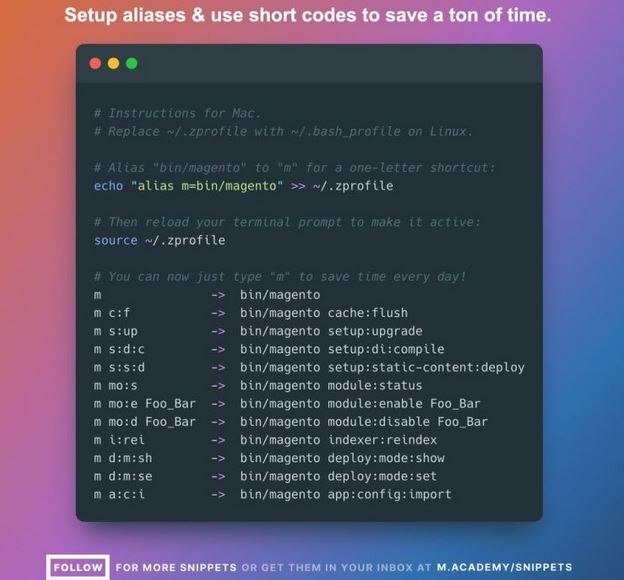 Setup aliases & use short codes to save a ton of time.
# Instructions for Mac.
# Replace ~/.zprofile with ~/.bash_profile on Linux.
# Alias "bin/magento" to "m" for a one-letter shortcut:
echo "alias m=bin/magento" >> ~/.zprofile
# Then reload your terminal prompt to make it active:
source ~/.zprofile
# You can now just type "m" to save time every day!
m -> bin/magento
m c:f -> bin/magento cache:flush
m s:up -> bin/magento setup:upgrade
m s:d:c -> bin/magento setup:di:compile
m s:s:d -> bin/magento setup:static-content:deploy
m mo:s -> bin/magento module:status
m mo:e Foo_Bar -> bin/magento module:enable Foo_Bar
m mo:d Foo_Bar -> bin/magento module:disable Foo_Bar
m i:rei -> bin/magento indexer:reindex
m d:m:sh -> bin/magento deploy:mode:show
m d:m:se -> bin/magento deploy:mode:set
m a:c:i -> bin/magento app:config:import
FOLLOW FOR MORE SNIPPETS OR GET THEM IN YOUR INBOX AT M.ACADEMY/SNIPPETS